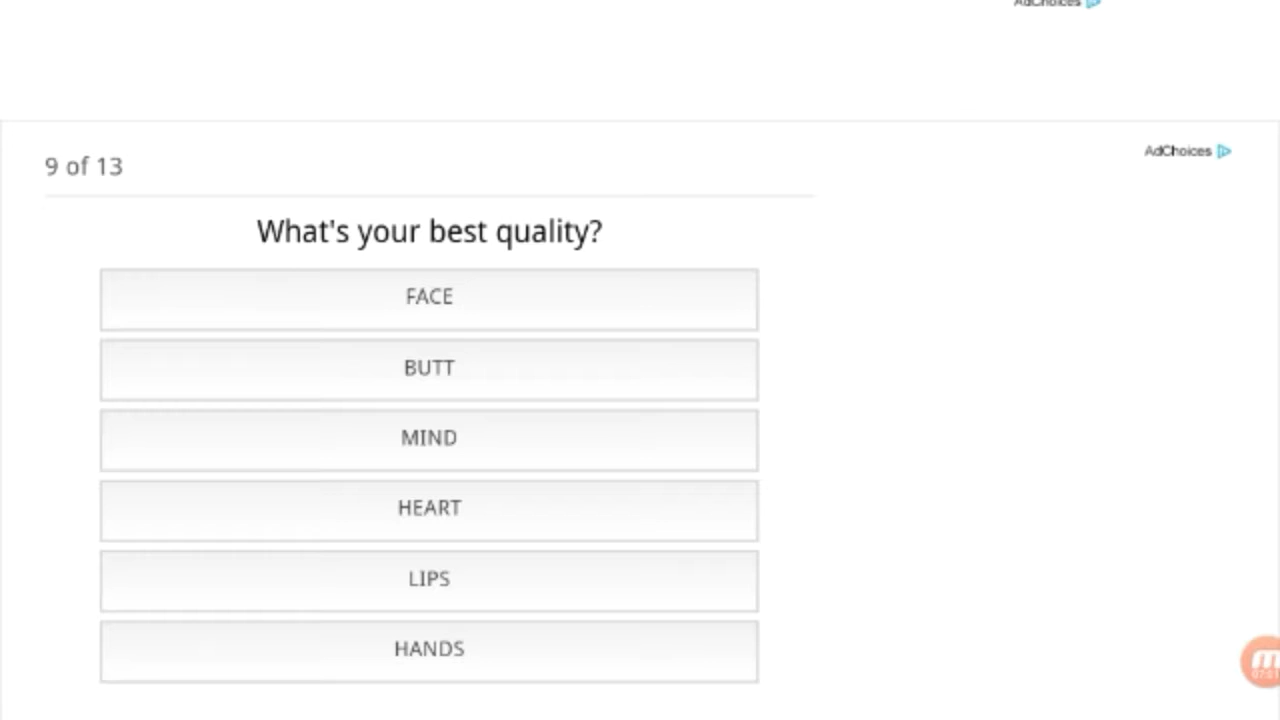 AdChoices
9 of 13
AdChoices
What's your best quality?
FACE
BUTT
MIND
HEART
LIPS
HANDS